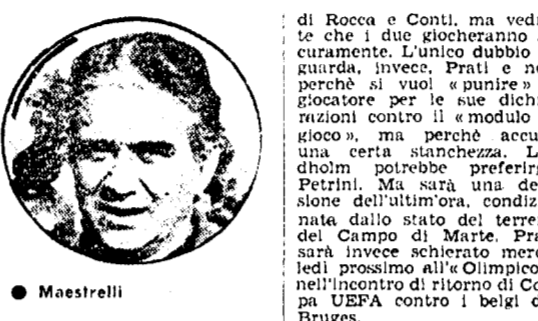 Maestrelli
di Rocca e Conti, ma vedi
te che i due giocheranno
curamente. L'unico dubbio
guarda, invece, Prati e no
perchè si vuol « punire »
giocatore per le sue dichi
razioni contro il « modulo
gioco », ma perchè accu
una certa stanchezza. L
dholm potrebbe preferirg
Petrini. Ma sarà una de
sione dell'ultim'ora, condiz
nata dallo stato del terre
del Campo di Marte. Pra
sarà invece schierato merc
ledì prossimo all'« Olimpico
nell'incontro di ritorno di Co
pa UEFA contro i belgi d
Bruges.